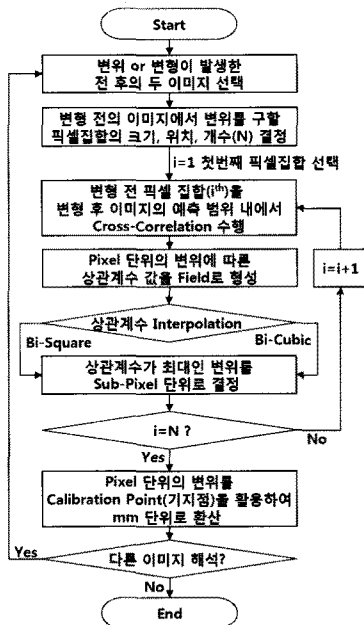 Start
변위 or 변형이 발생한
전 후의 두 이미지 선택
변형 전의 이미지에서 변위를 구할
픽셀집합의 크기, 위치, 개수(N) 결정
i=1 첫번째 픽셀집합 선택
변형 전 픽셀 집합(ith)을
변형 후 이미지의 예측 범위 내에서
Cross-Correlation 수행
Pixel 단위의 변위에 따른
상관계수 값을 Field로 형성
i=i+1
상관계수 Interpolation
Bi-Square
Bi-Cubic
상관계수가 최대인 변위를
Sub-Pixel 단위로 결정
i=N ?
No
Yes
Pixel 단위의 변위를
Calibration Point(기지점)을 활용하여
mm 단위로 환산
Yes
다른 이미지 해석?
No
End